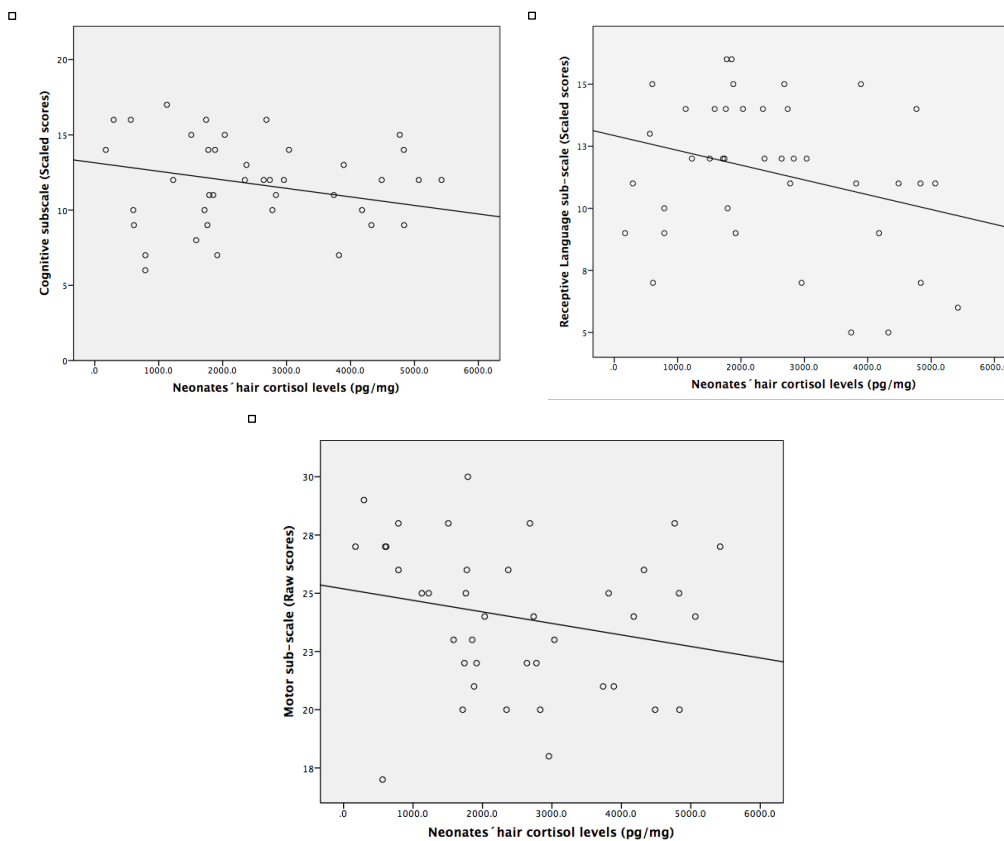 20
15
10
5
0
Cognitive subscale (Scaled scores)
.0 1000.0 2000.0 3000.0 4000.0 5000.0 6000.0
Neonates´hair cortisol levels (pg/mg)
15
13
10
8
5
Receptive Language sub-scale (Scaled scores)
.0 1000.0 2000.0 3000.0 4000.0 5000.0 6000.
Neonates´hair cortisol levels (pg/mg)
30
28
25
23
20
18
Motor sub-scale (Raw scores)
.0 1000.0 2000.0 3000.0 4000.0 5000.0 6000.0
Neonates´hair cortisol levels (pg/mg)